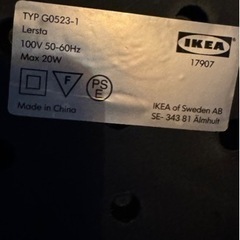 TYP G0523-1
Lersta
100V 50-60Hz
Max 20W
IKEA
17907
F
PS
E
Made in China
IKEA of Sweden AB
SE- 343 81 Älmhult